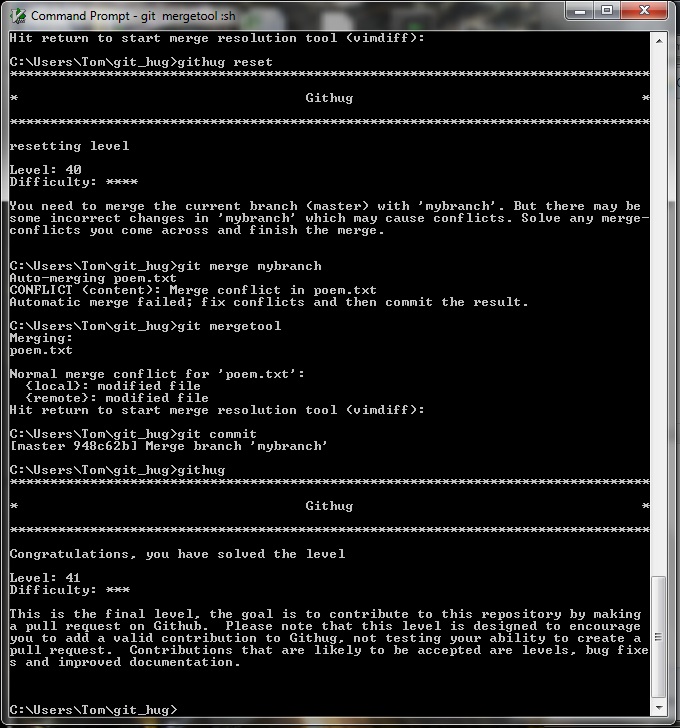 Command Prompt - git mergetool :sh
Hit return to start merge resolution tool (vimdiff):
C:\Users\Tom\git_hug>githug reset
********************************************************************************
* Githug *
********************************************************************************
resetting level
Level: 40
Difficulty: ****
You need to merge the current branch (master) with 'mybranch'. But there may be
some incorrect changes in 'mybranch' which may cause conflicts. Solve any merge-
conflicts you come across and finish the merge.
C:\Users\Tom\git_hug>git merge mybranch
Auto-merging poem.txt
CONFLICT (content): Merge conflict in poem.txt
Automatic merge failed; fix conflicts and then commit the result.
C:\Users\Tom\git_hug>git mergetool
Merging:
poem.txt
Normal merge conflict for 'poem.txt':
{local}: modified file
{remote}: modified file
Hit return to start merge resolution tool (vimdiff):
C:\Users\Tom\git_hug>git commit
[master 948c62b] Merge branch 'mybranch'
C:\Users\Tom\git_hug>githug
********************************************************************************
* Githug *
********************************************************************************
Congratulations, you have solved the level
Level: 41
Difficulty: ***
This is the final level, the goal is to contribute to this repository by making
a pull request on Github.  Please note that this level is designed to encourage
you to add a valid contribution to Githug, not testing your ability to create a
pull request.  Contributions that are likely to be accepted are levels, bug fixe
s and improved documentation.
C:\Users\Tom\git_hug>